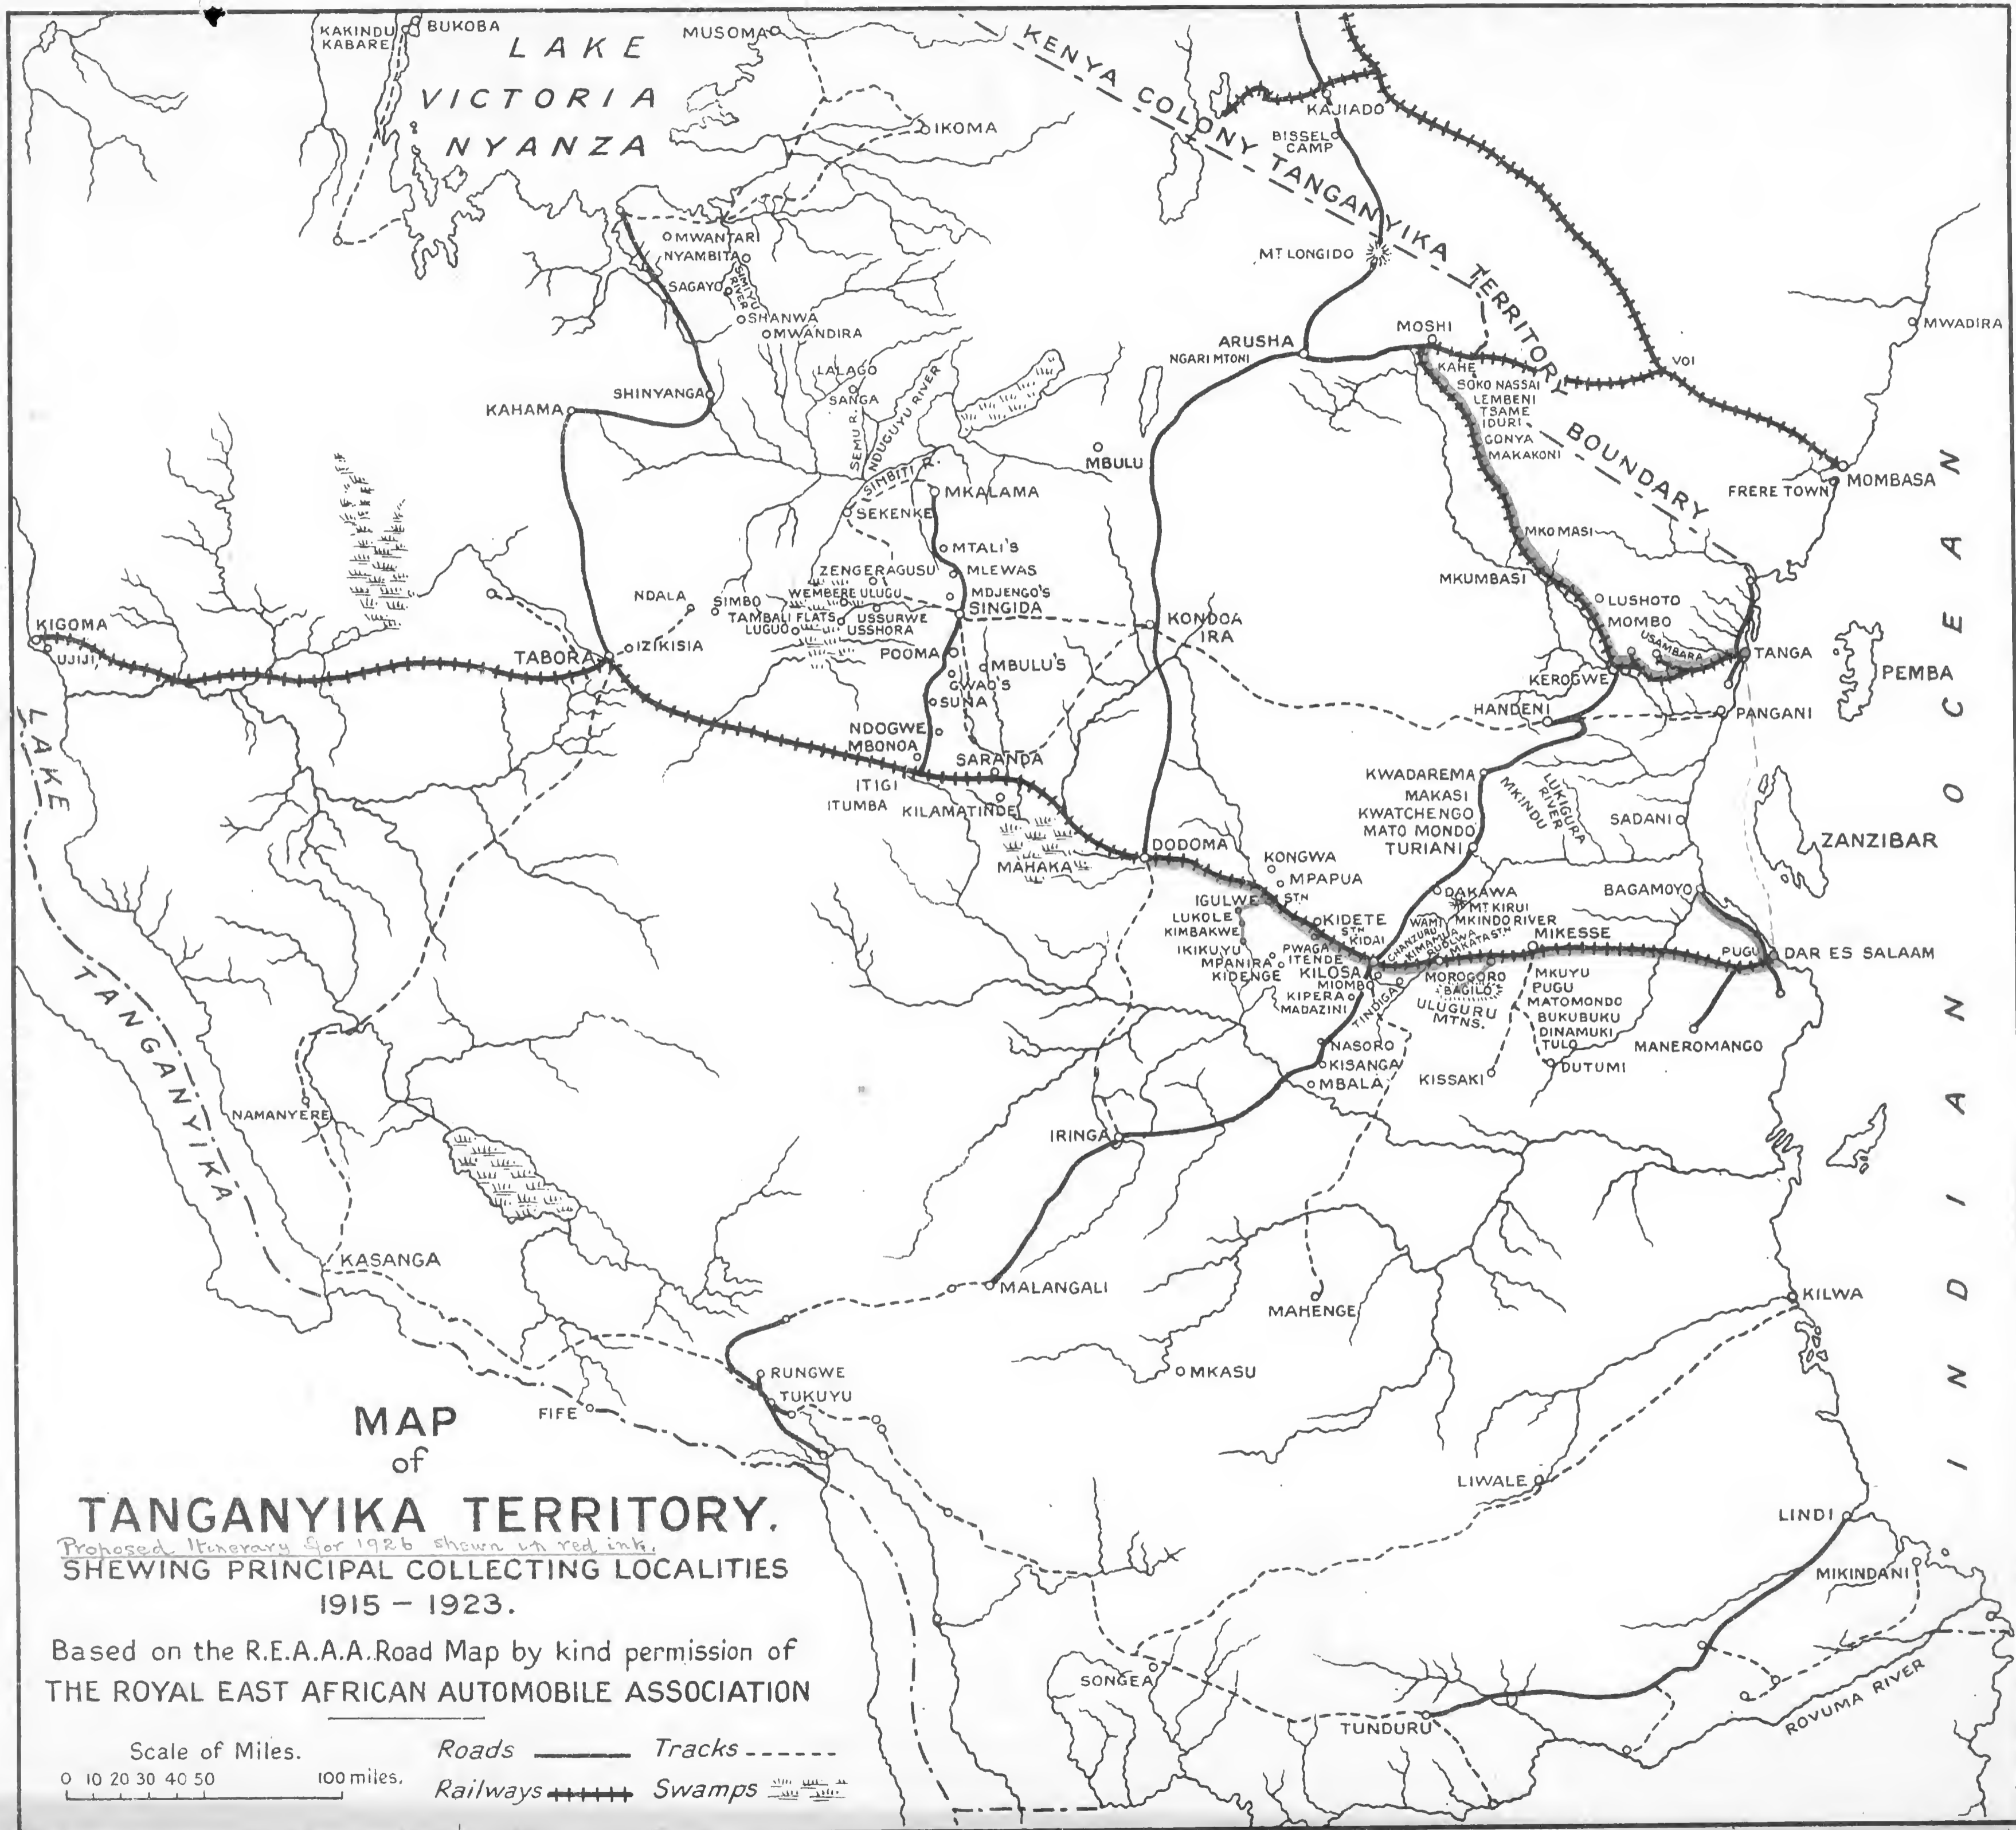 KAKINDU
KABARE
BUKOBA
LAKE
VICTORIA
NYANZA
MUSOMA
IKOMA
KENYA COLONY
TANGANYIKA TERRITORY
BOUNDARY
KAJIADO
BISSEL
CAMP
MT LONGIDO
MWANTARI
NYAMBITA
SAGAYO
SIMIYU
RIVER
SHANWA
MWANDIRA
LALAGO
SANGA
SEMU R.
NDUGUYU RIVER
SIMBITI R.
SHINYANGA
KAHAMA
MKALAMA
SEKENKE
MBULU
ARUSHA
NGARI MTONI
MOSHI
KAHE
SOKO NASSAI
LEMBENI
TSAME
IDURI
GONYA
MAKAKONI
VOI
MWADIRA
FRERE TOWN
MOMBASA
MKOMASI
MKUMBASI
LUSHOTO
MOMBO
USAMBARA
TANGA
PEMBA
KEROGWE
HANDENI
PANGANI
MTALI'S
ZENGERAGUSU
MLEWAS
WEMBERE
ULUGU
MDJENGO'S
SINGIDA
NDALA
SIMBO
TAMBALI FLATS
USSURWE
LUGUO
USSHORA
POOMA
MBULU'S
GWAO'S
SUNA
NDOGWE
MBONOA
SARANDA
ITIGI
ITUMBA
KILAMATINDE
MAHAKA
KONDOA
IRA
KIGOMA
UJIJI
TABORA
IZIKISIA
LAKE
TANGANYIKA
DODOMA
KONGWA
MPAPUA
IGULWE
STN
LUKOLE
KIMBAKWE
IKIKUYU
MPANIRA
KIDENGE
KIDETE
STN
KIDAI
PWAGA
ITENDE
KILOSA
MIOMBO
KIPERA
MADAZINI
TINDIGA
KWADAREMA
MAKASI
KWATCHENGO
MATO MONDO
TURIANI
MKINDU
LUKIGURA
RIVER
SADANI
ZANZIBAR
DAKAWA
MT KIRUI
WAMI
MKINDO RIVER
CHANZURU
KIMAMUA
MKATA STN
MIKESSE
BAGAMOYO
PUGU
DAR ES SALAAM
MOROGORO
BAGILO
ULUGURU
MTNS.
MKUYU
PUGU
MATOMONDO
BUKUBUKU
DINAMUKI
TULO
DUTUMI
MANEROMANGO
KISSAKI
NASORO
KISANGA
MBALA
IRINGA
NAMANYERE
KASANGA
MALANGALI
MAHENGE
KILWA
MKASU
RUNGWE
TUKUYU
FIFE
LIWALE
LINDI
MIKINDANI
SONGEA
TUNDURU
ROVUMA RIVER
INDIAN OCEAN
MAP
of
TANGANYIKA TERRITORY.
Proposed Itinerary for 1926 shown in red ink.
SHEWING PRINCIPAL COLLECTING LOCALITIES
1915 – 1923.
Based on the R.E.A.A.A. Road Map by kind permission of
THE ROYAL EAST AFRICAN AUTOMOBILE ASSOCIATION
Scale of Miles.
0 10 20 30 40 50 100 miles.
Roads
Tracks
Railways
Swamps